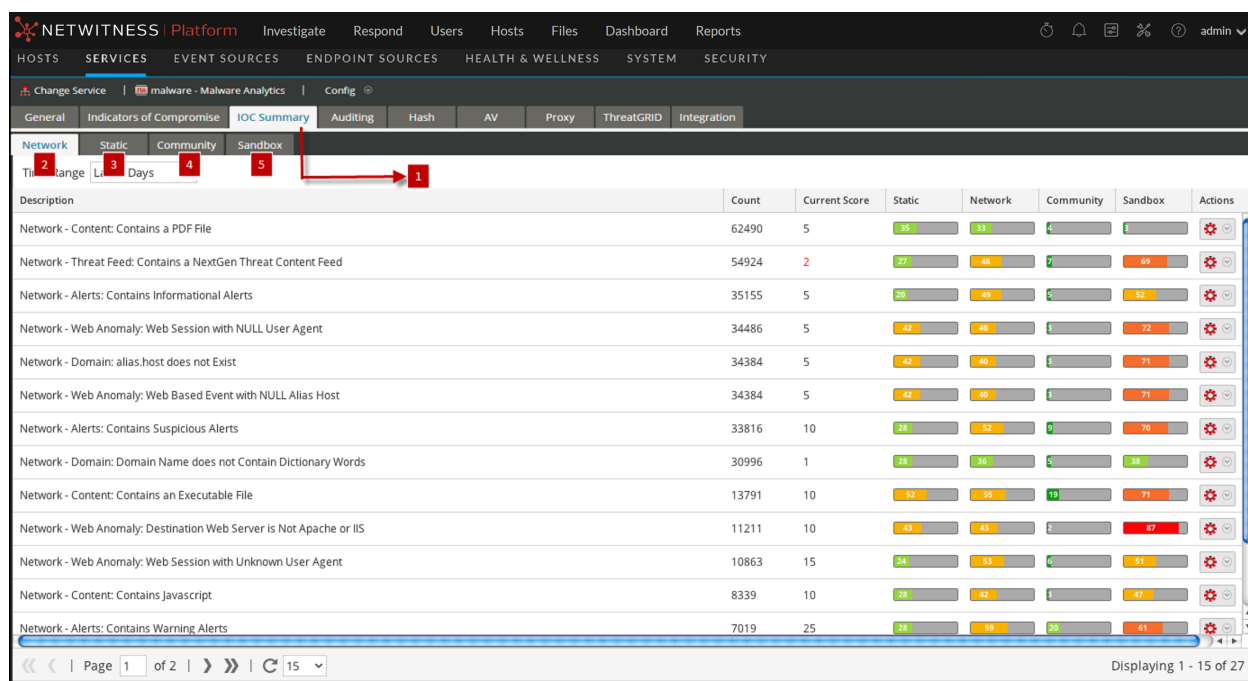 NETWITNESS | Platform Investigate Respond Users Hosts Files Dashboard Reports admin
HOSTS SERVICES EVENT SOURCES ENDPOINT SOURCES HEALTH & WELLNESS SYSTEM SECURITY
Change Service | malware - Malware Analytics | Config
General Indicators of Compromise IOC Summary Auditing Hash AV Proxy ThreatGRID Integration
Network Static Community Sandbox
2 3 4 5 1
Range Days
Description Count Current Score Static Network Community Sandbox Actions
Network - Content: Contains a PDF File 62490 5 35 33 4 3
Network - Threat Feed: Contains a NextGen Threat Content Feed 54924 2 27 48 7 69
Network - Alerts: Contains Informational Alerts 35155 5 20 49 5 52
Network - Web Anomaly: Web Session with NULL User Agent 34486 5 42 40 3 72
Network - Domain: alias.host does not Exist 34384 5 42 40 3 71
Network - Web Anomaly: Web Based Event with NULL Alias Host 34384 5 42 40 3 71
Network - Alerts: Contains Suspicious Alerts 33816 10 28 52 9 70
Network - Domain: Domain Name does not Contain Dictionary Words 30996 1 28 36 5 38
Network - Content: Contains an Executable File 13791 10 52 55 19 71
Network - Web Anomaly: Destination Web Server is Not Apache or IIS 11211 10 43 43 2 87
Network - Web Anomaly: Web Session with Unknown User Agent 10863 15 24 53 6 51
Network - Content: Contains Javascript 8339 10 28 42 3 47
Network - Alerts: Contains Warning Alerts 7019 25 28 59 20 61
| Page 1 of 2 | | 15 Displaying 1 - 15 of 27